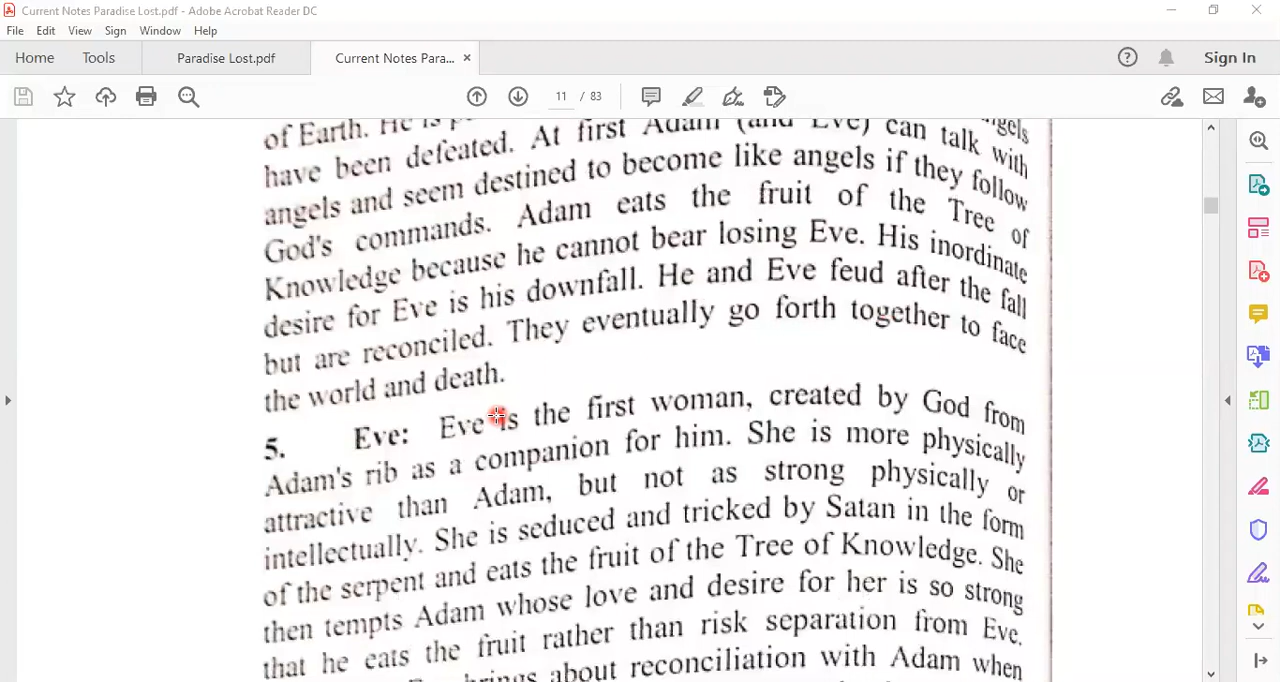 Current Notes Paradise Lost.pdf - Adobe Acrobat Reader DC
File Edit View Sign Window Help
Home Tools Paradise Lost.pdf Current Notes Para... ×
Sign In
11 / 83
of Earth. He is
have been defeated. At first Adam (and Eve) can talk with
angels and seem destined to become like angels if they follow
God's commands. Adam eats the fruit of the Tree of
Knowledge because he cannot bear losing Eve. His inordinate
desire for Eve is his downfall. He and Eve feud after the fall
but are reconciled. They eventually go forth together to face
the world and death.
5. Eve: Eve is the first woman, created by God from
Adam's rib as a companion for him. She is more physically
attractive than Adam, but not as strong physically or
intellectually. She is seduced and tricked by Satan in the form
of the serpent and eats the fruit of the Tree of Knowledge. She
then tempts Adam whose love and desire for her is so strong
that he eats the fruit rather than risk separation from Eve.
brings about reconciliation with Adam when